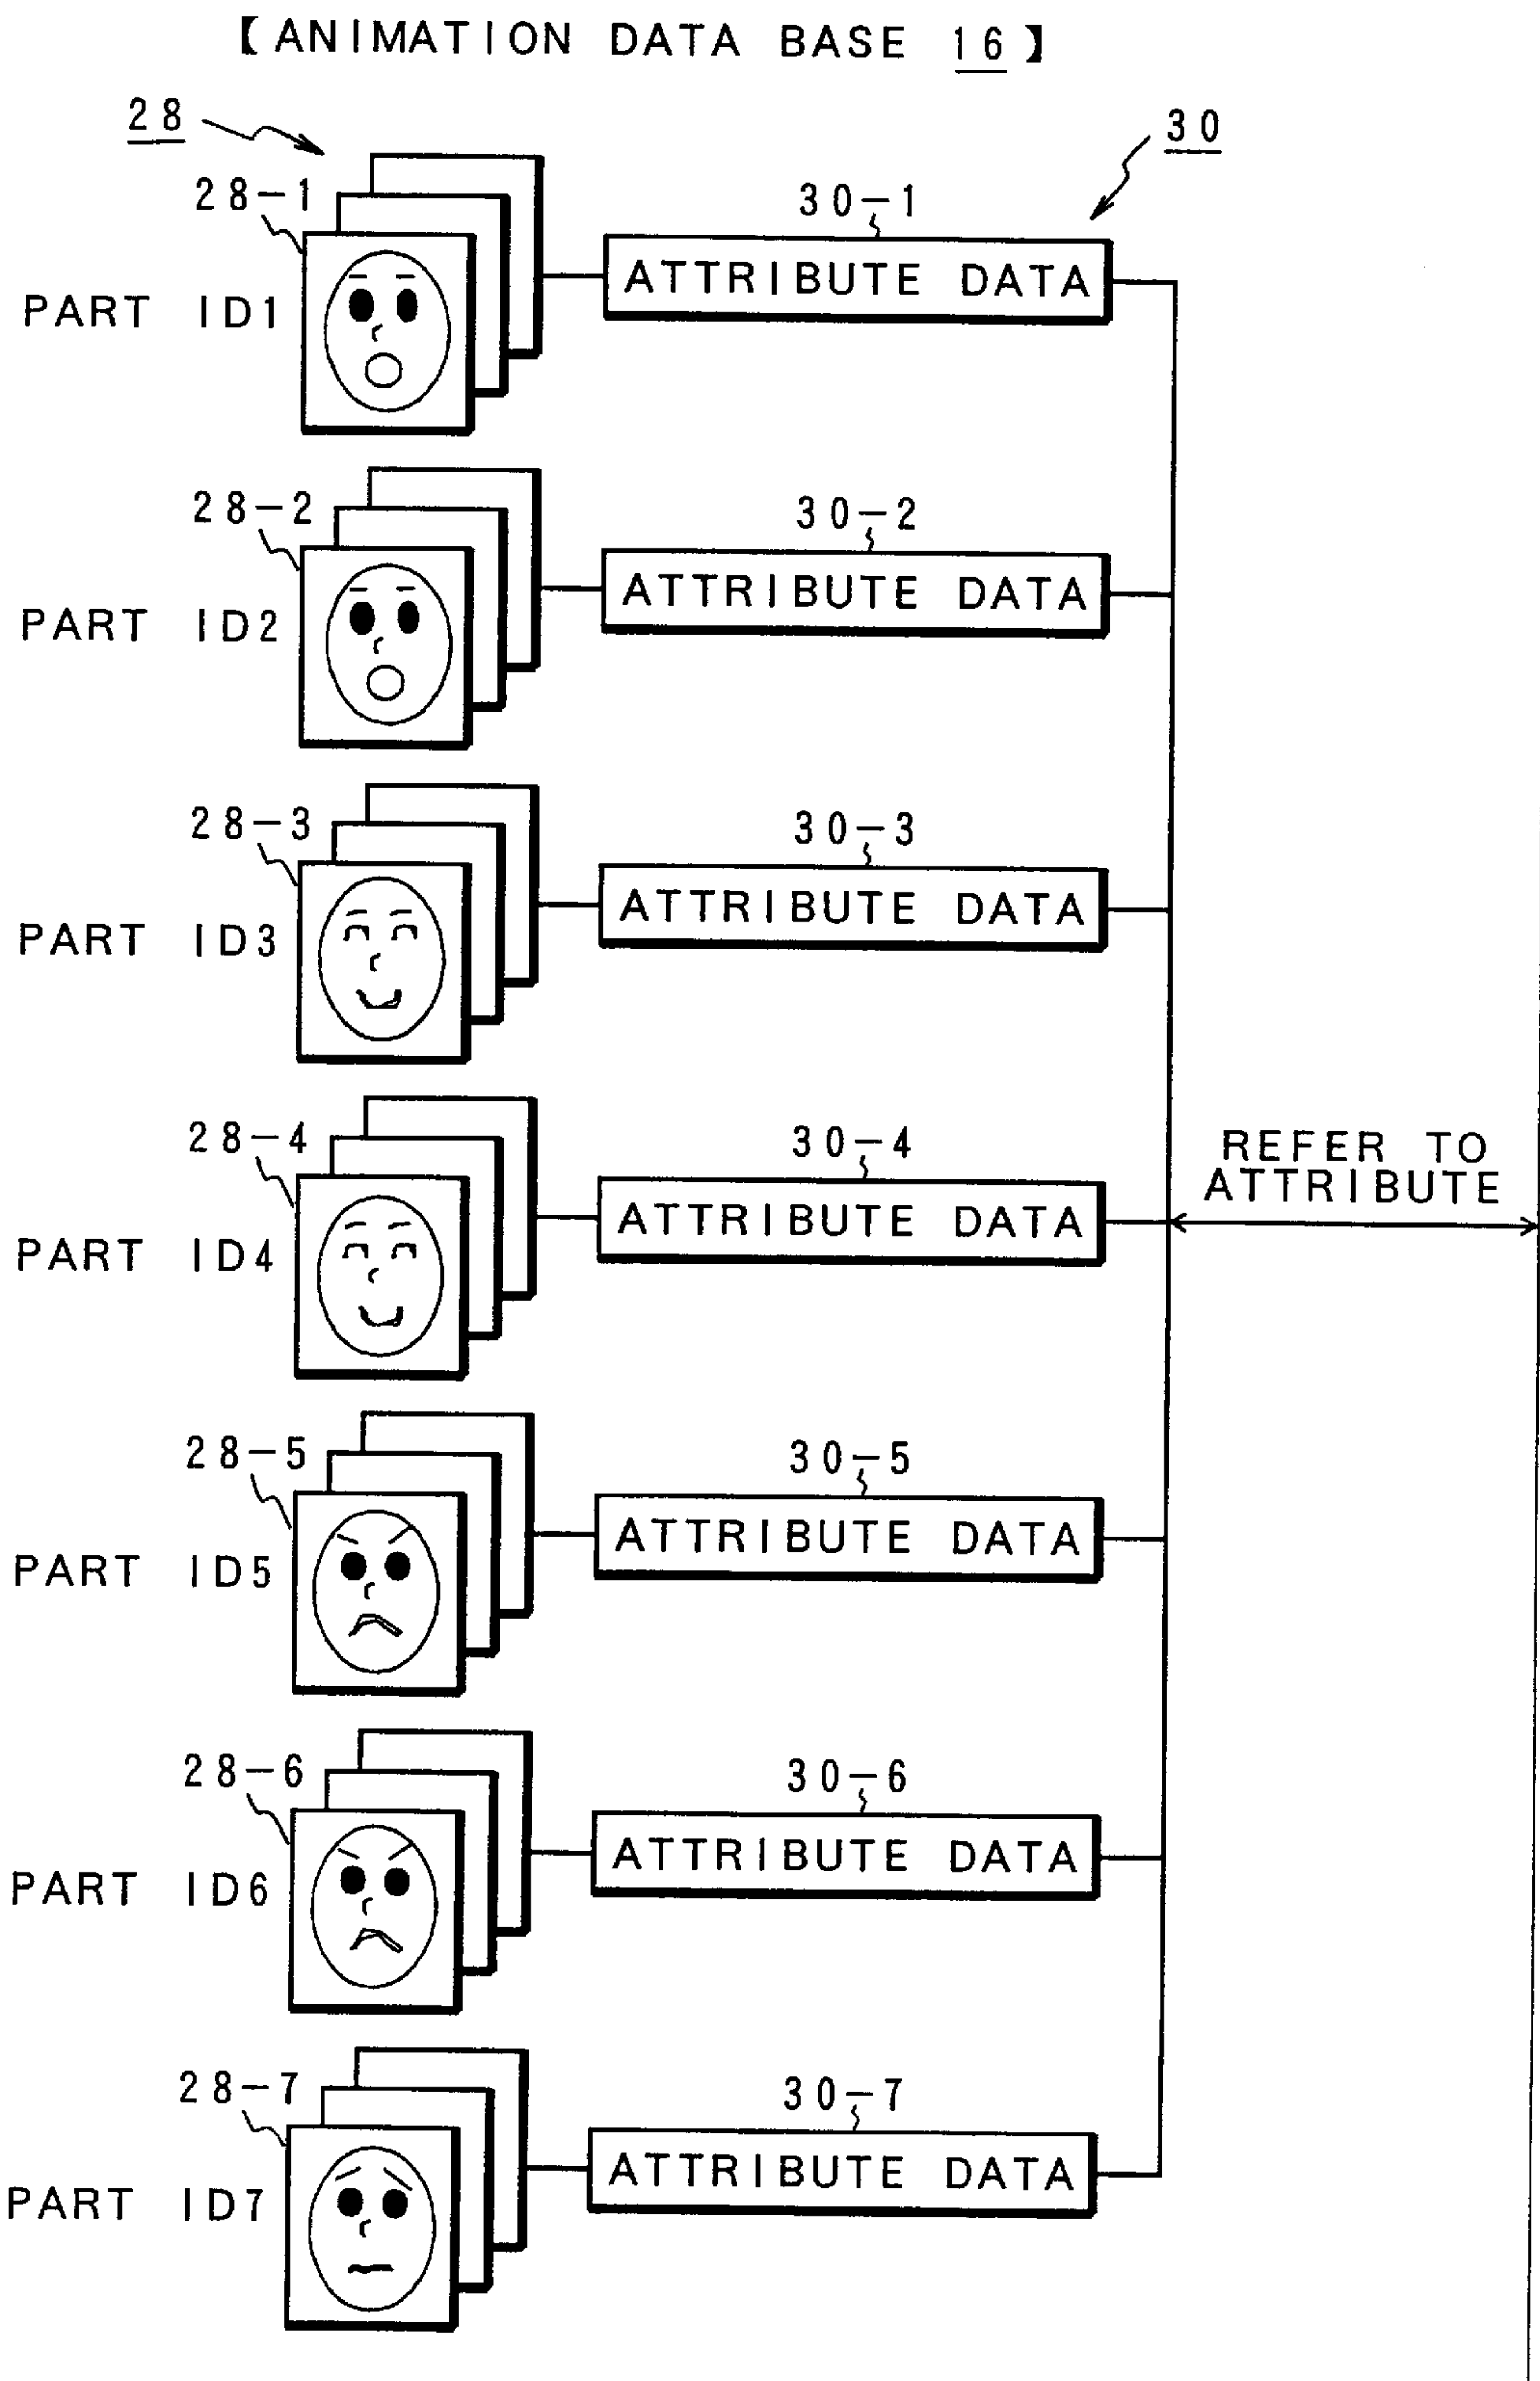 【 ANIMATION DATA BASE 16 】
28
30
28-1
30-1
PART ID1
ATTRIBUTE DATA
28-2
30-2
PART ID2
ATTRIBUTE DATA
28-3
30-3
PART ID3
ATTRIBUTE DATA
28-4
30-4
PART ID4
ATTRIBUTE DATA
REFER TO
ATTRIBUTE
28-5
30-5
PART ID5
ATTRIBUTE DATA
28-6
30-6
PART ID6
ATTRIBUTE DATA
28-7
30-7
PART ID7
ATTRIBUTE DATA